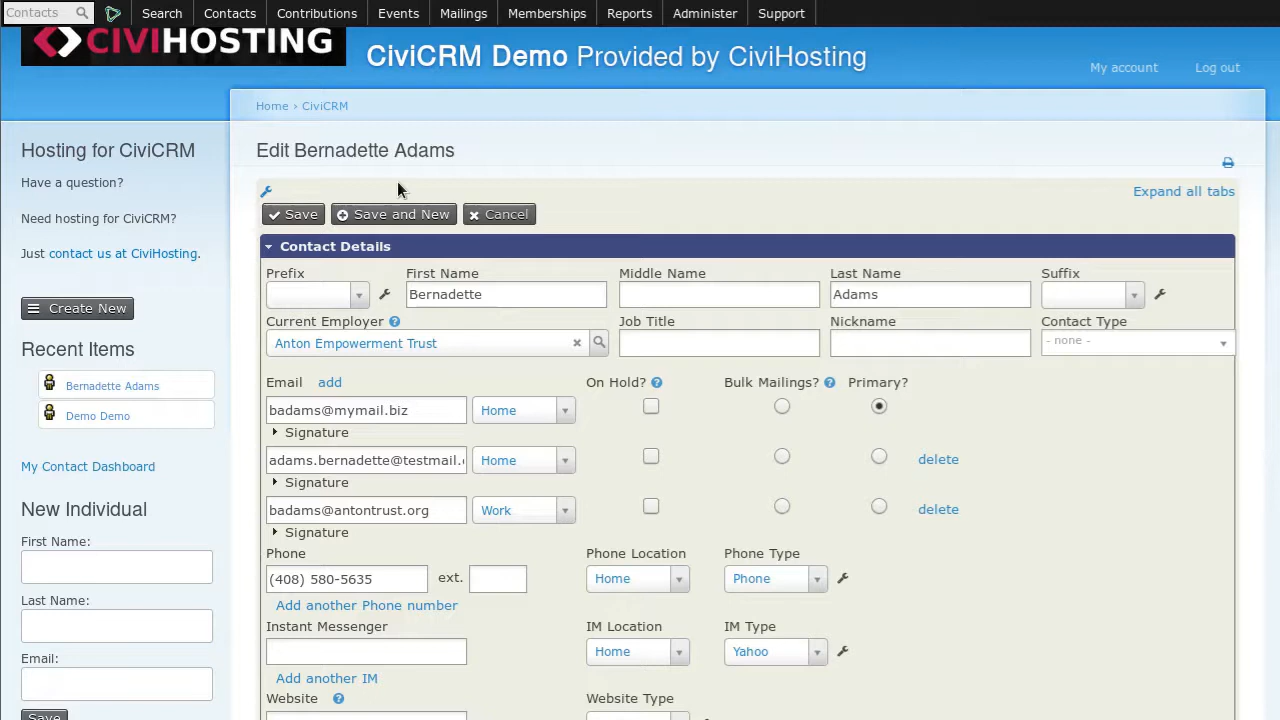 Contacts Search Contacts Contributions Events Mailings Memberships Reports Administer Support
CIVIHOSTING
CiviCRM Demo Provided by CiviHosting
My account Log out
Home › CiviCRM
Hosting for CiviCRM
Have a question?
Need hosting for CiviCRM?
Just contact us at CiviHosting.
Create New
Recent Items
Bernadette Adams
Demo Demo
My Contact Dashboard
New Individual
First Name:
Last Name:
Email:
Save
Edit Bernadette Adams
Expand all tabs
Save Save and New Cancel
Contact Details
Prefix First Name Middle Name Last Name Suffix
Bernadette Adams
Current Employer Job Title Nickname Contact Type
Anton Empowerment Trust - none -
Email add On Hold? Bulk Mailings? Primary?
badams@mymail.biz Home
Signature
adams.bernadette@testmail. Home delete
Signature
badams@antontrust.org Work delete
Signature
Phone Phone Location Phone Type
(408) 580-5635 ext. Home Phone
Add another Phone number
Instant Messenger IM Location IM Type
Home Yahoo
Add another IM
Website Website Type